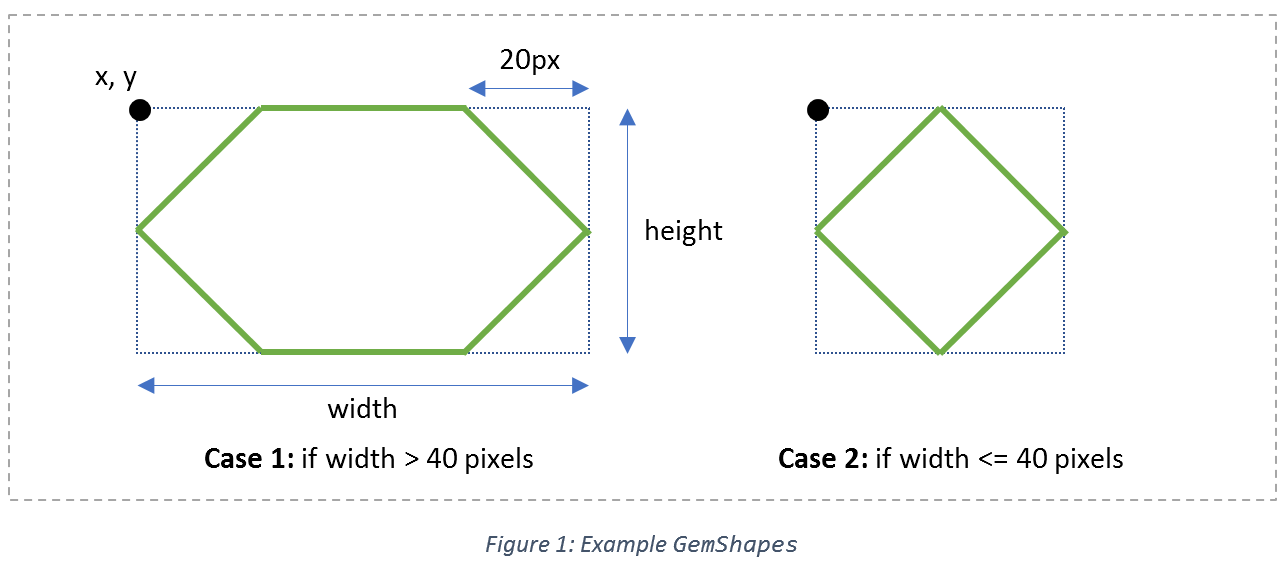 20px
x, y
height
width
Case 1: if width > 40 pixels
Case 2: if width <= 40 pixels
Figure 1: Example GemShapes